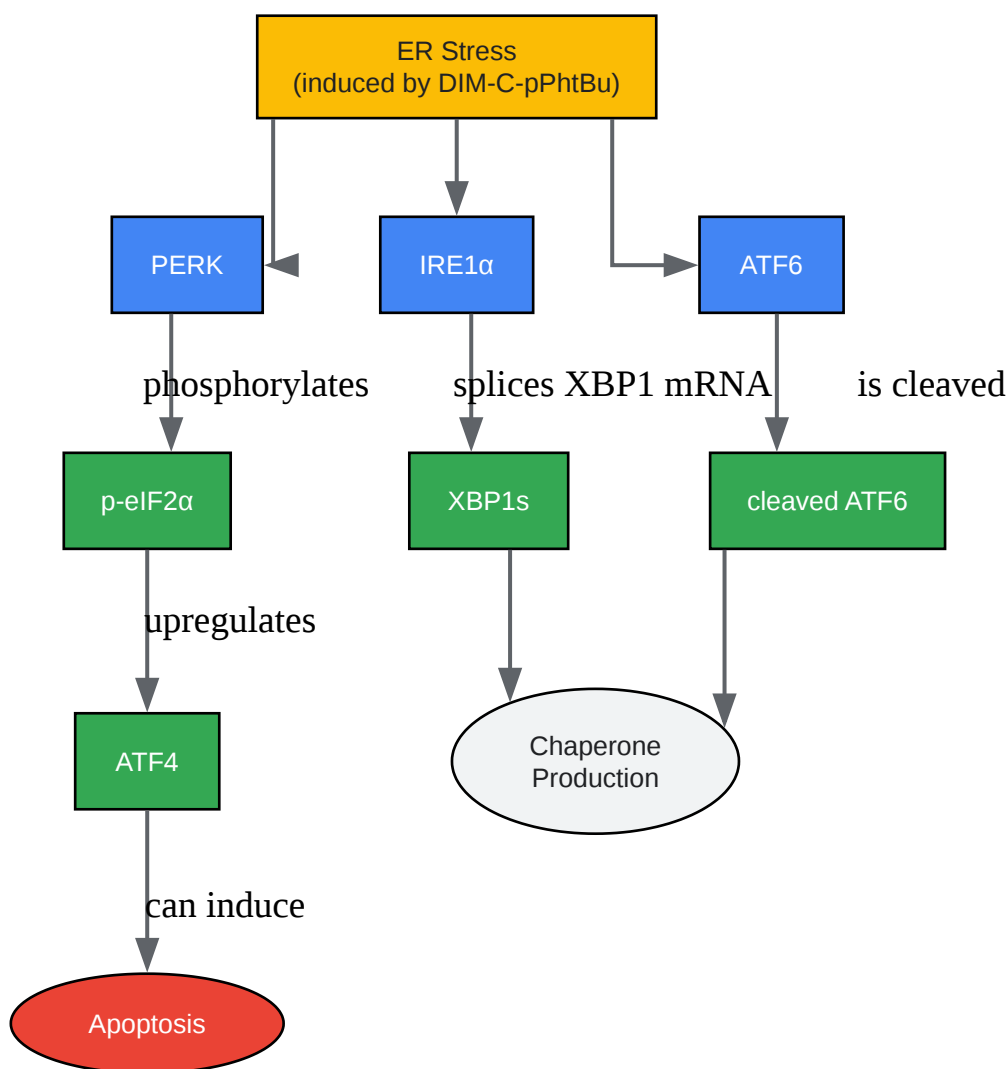 ER Stress
(induced by DIM-C-pPhtBu)
PERK
IRE1α
ATF6
phosphorylates
splices XBP1 mRNA
is cleaved
p-eIF2α
XBP1s
cleaved ATF6
upregulates
ATF4
Chaperone
Production
can induce
Apoptosis